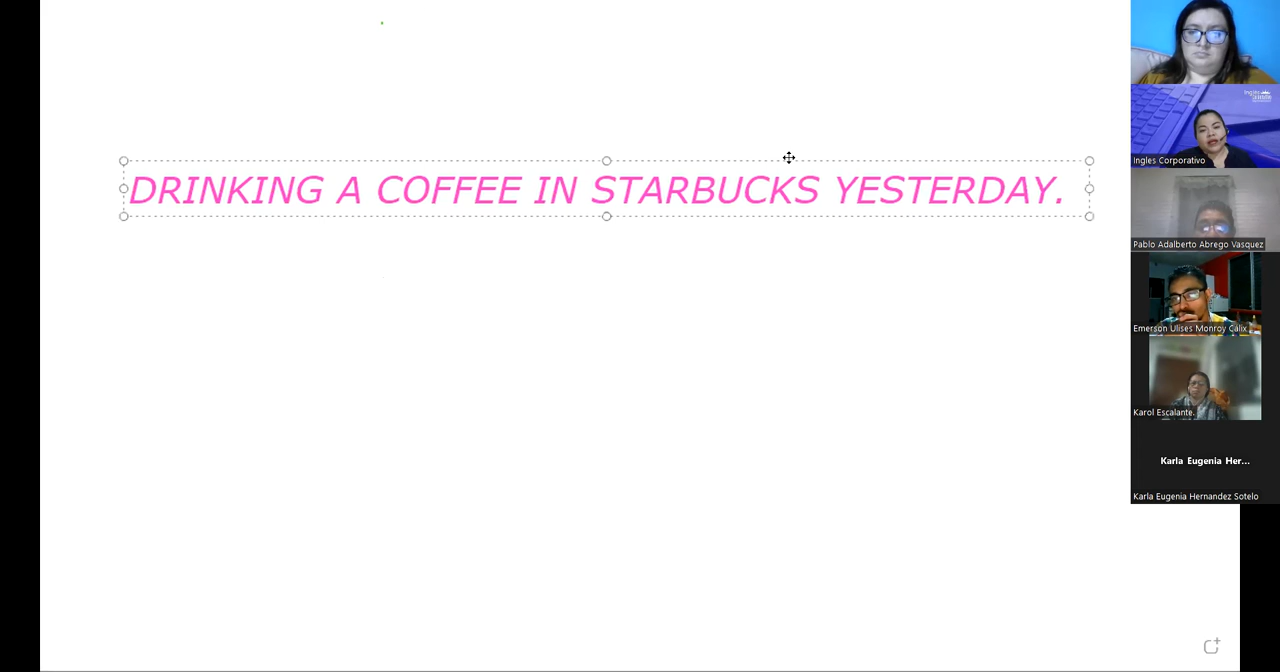 DRINKING A COFFEE IN STARBUCKS YESTERDAY.
Ingles Corporativo
Pablo Adalberto Abrego Vasquez
Emerson Ulises Monroy Calix
Karol Escalante.
Karla Eugenia Her...
Karla Eugenia Hernandez Sotelo